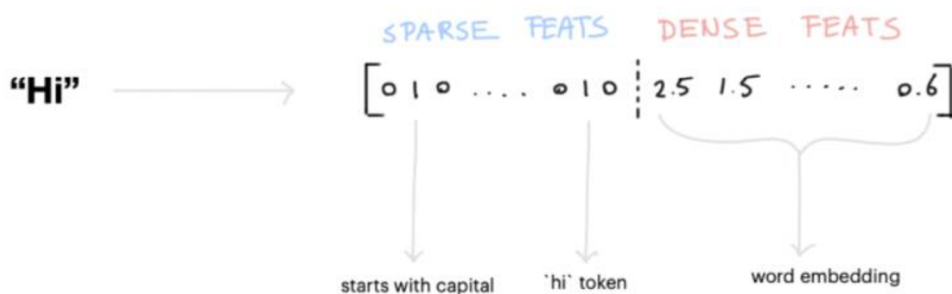 SPARSE FEATS DENSE FEATS
“Hi” [0 1 0 .... 0 1 0 2.5 1.5 ..... 0.6]
starts with capital `hi` token word embedding